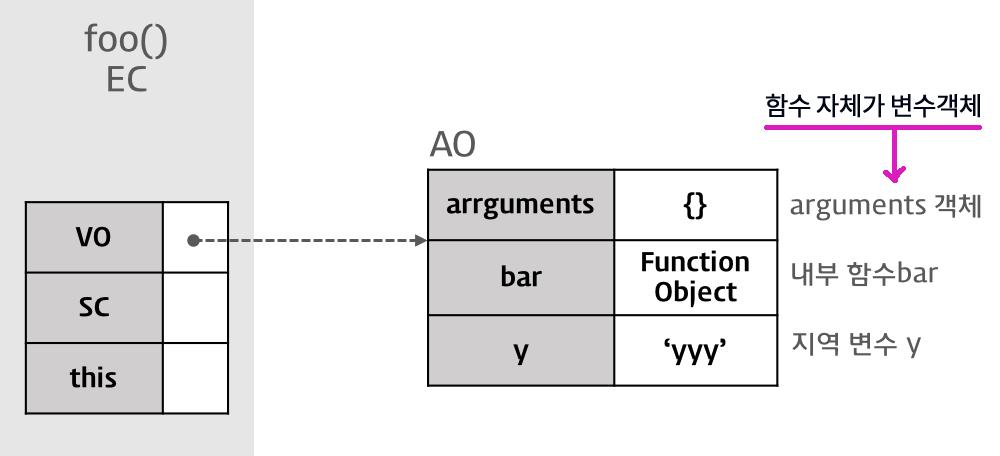 foo()
EC
함수 자체가 변수객체
AO
arrguments
{}
arguments 객체
VO
bar
Function
Object
내부 함수bar
SC
y
‘yyy’
지역 변수 y
this